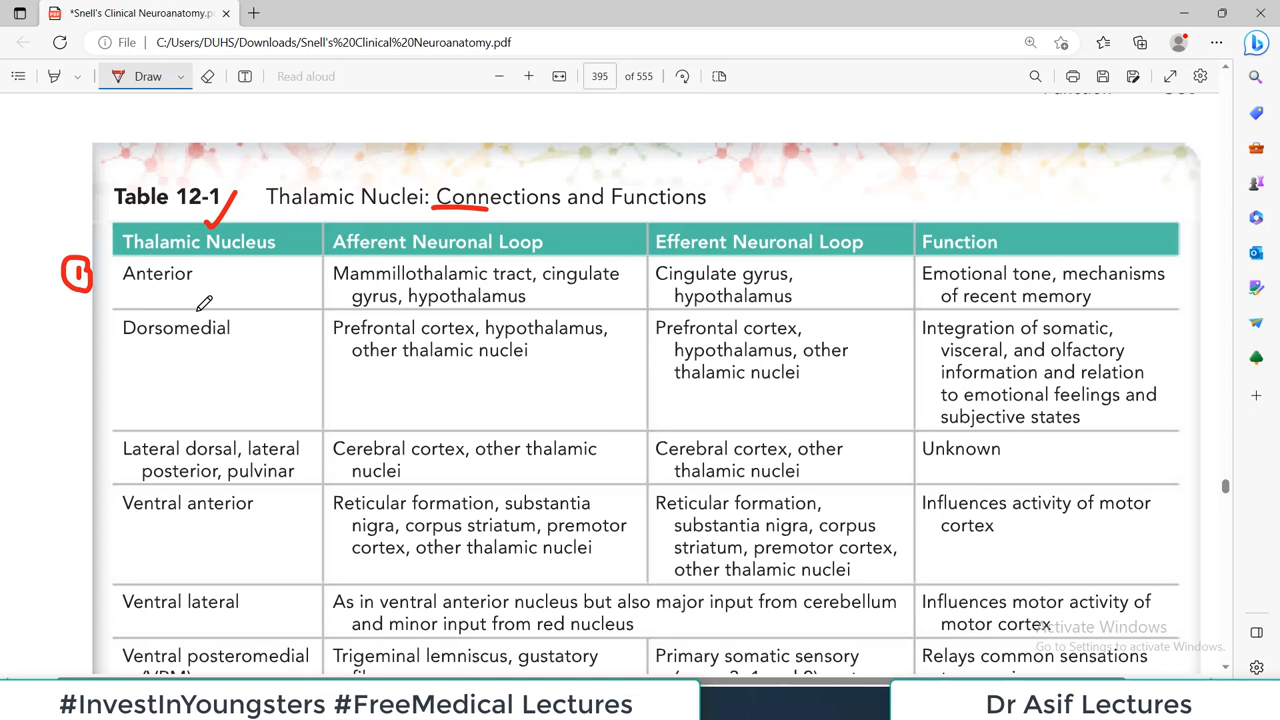 *Snell's Clinical Neuroanatomy.p
File C:/Users/DUHS/Downloads/Snell's%20Clinical%20Neuroanatomy.pdf
Draw
Read aloud
395 of 555
Table 12-1 Thalamic Nuclei: Connections and Functions
Thalamic Nucleus Afferent Neuronal Loop Efferent Neuronal Loop Function
1
Anterior Mammillothalamic tract, cingulate Cingulate gyrus, Emotional tone, mechanisms
gyrus, hypothalamus hypothalamus of recent memory
Dorsomedial Prefrontal cortex, hypothalamus, Prefrontal cortex, Integration of somatic,
other thalamic nuclei hypothalamus, other visceral, and olfactory
thalamic nuclei information and relation
to emotional feelings and
subjective states
Lateral dorsal, lateral Cerebral cortex, other thalamic Cerebral cortex, other Unknown
posterior, pulvinar nuclei thalamic nuclei
Ventral anterior Reticular formation, substantia Reticular formation, Influences activity of motor
nigra, corpus striatum, premotor substantia nigra, corpus cortex
cortex, other thalamic nuclei striatum, premotor cortex,
other thalamic nuclei
Ventral lateral As in ventral anterior nucleus but also major input from cerebellum Influences motor activity of
and minor input from red nucleus motor cortex
Activate Windows
Go to Settings to activate Windows.
Ventral posteromedial Trigeminal lemniscus, gustatory Primary somatic sensory Relays common sensations
#InvestInYoungsters #FreeMedical Lectures
Dr Asif Lectures